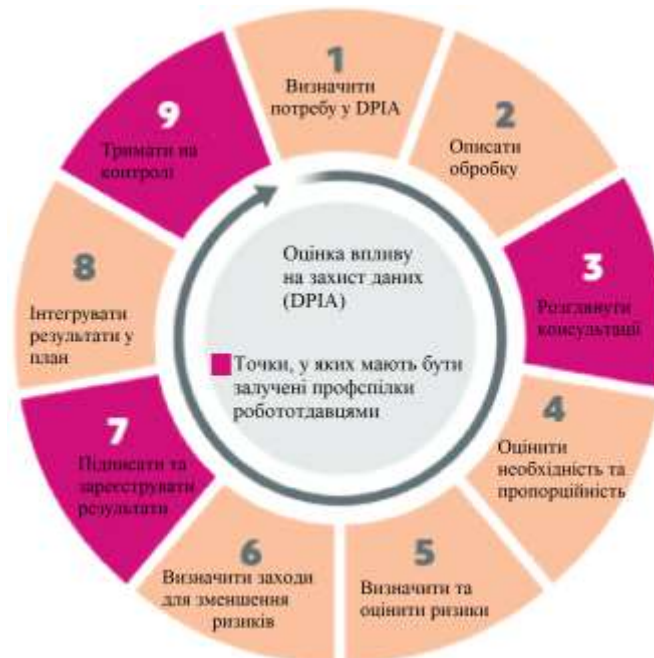 1
Визначити
потребу у DPIA
2
Описати
обробку
3
Розглянути
консультації
4
Оцінити
необхідність та
пропорційність
5
Визначити та
оцінити ризики
6
Визначити заходи
для зменшення
ризиків
7
Підписати та
зареєструвати
результати
8
Інтегрувати
результати у
план
9
Тримати на
контролі
Оцінка впливу
на захист даних
(DPIA)
Точки, у яких мають бути
залучені профспілки
робототдавцями